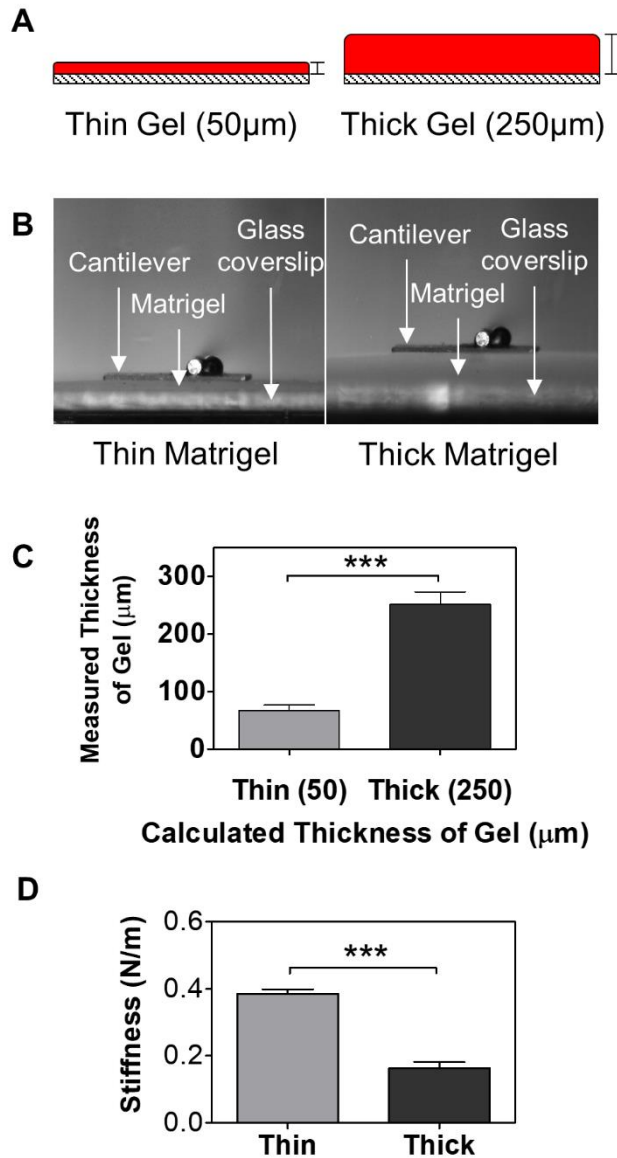 A
Thin Gel (50µm)
Thick Gel (250µm)
B
Cantilever
Matrigel
Glass
coverslip
Cantilever
Matrigel
Glass
coverslip
Thin Matrigel
Thick Matrigel
C
Measured Thickness
of Gel (µm)
300
200
100
0
***
Thin (50)
Thick (250)
Calculated Thickness of Gel (µm)
D
Stiffness (N/m)
0.6
0.4
0.2
0.0
***
Thin
Thick